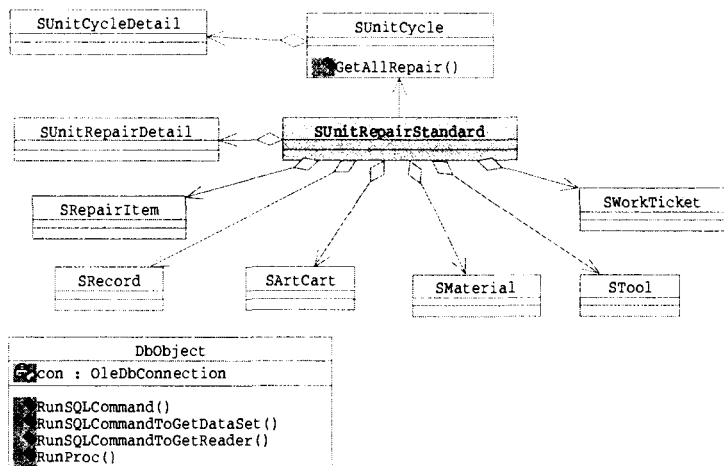 SUnitCycleDetail
SUnitCycle
GetAllRepair()
SUnitRepairDetail
SUnitRepairStandard
SRepairItem
SWorkTicket
SRecord
SArtCart
SMaterial
STool
DbObject
con : OleDbConnection
RunSQLCommand()
RunSQLCommandToGetDataSet()
RunSQLCommandToGetReader()
RunProc()